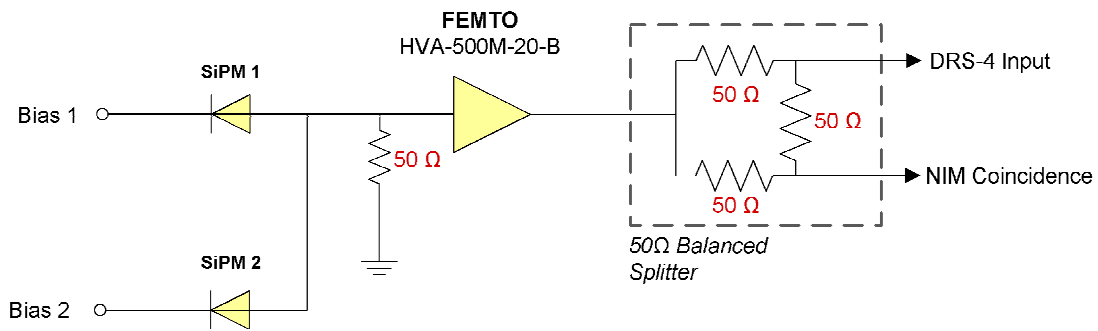 FEMTO
HVA-500M-20-B
SiPM 1
Bias 1
50 Ω
DRS-4 Input
50 Ω
50 Ω
50 Ω
NIM Coincidence
50Ω Balanced
Splitter
SiPM 2
Bias 2